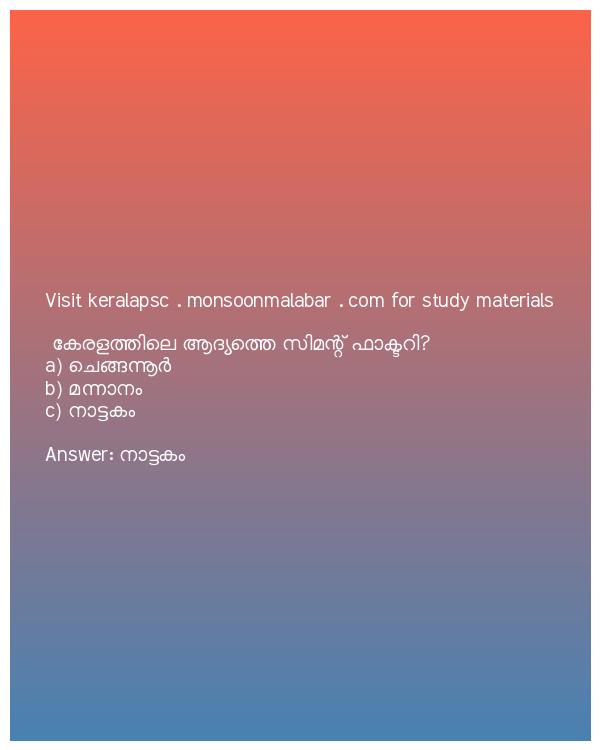 Visit keralapsc . monsoonmalabar . com for study materials
കേരളത്തിലെ ആദ്യത്തെ സിമന്റ് ഫാക്ടറി?
a) ചെങ്ങന്നൂർ
b) മന്നാനം
c) നാട്ടകം
Answer: നാട്ടകം